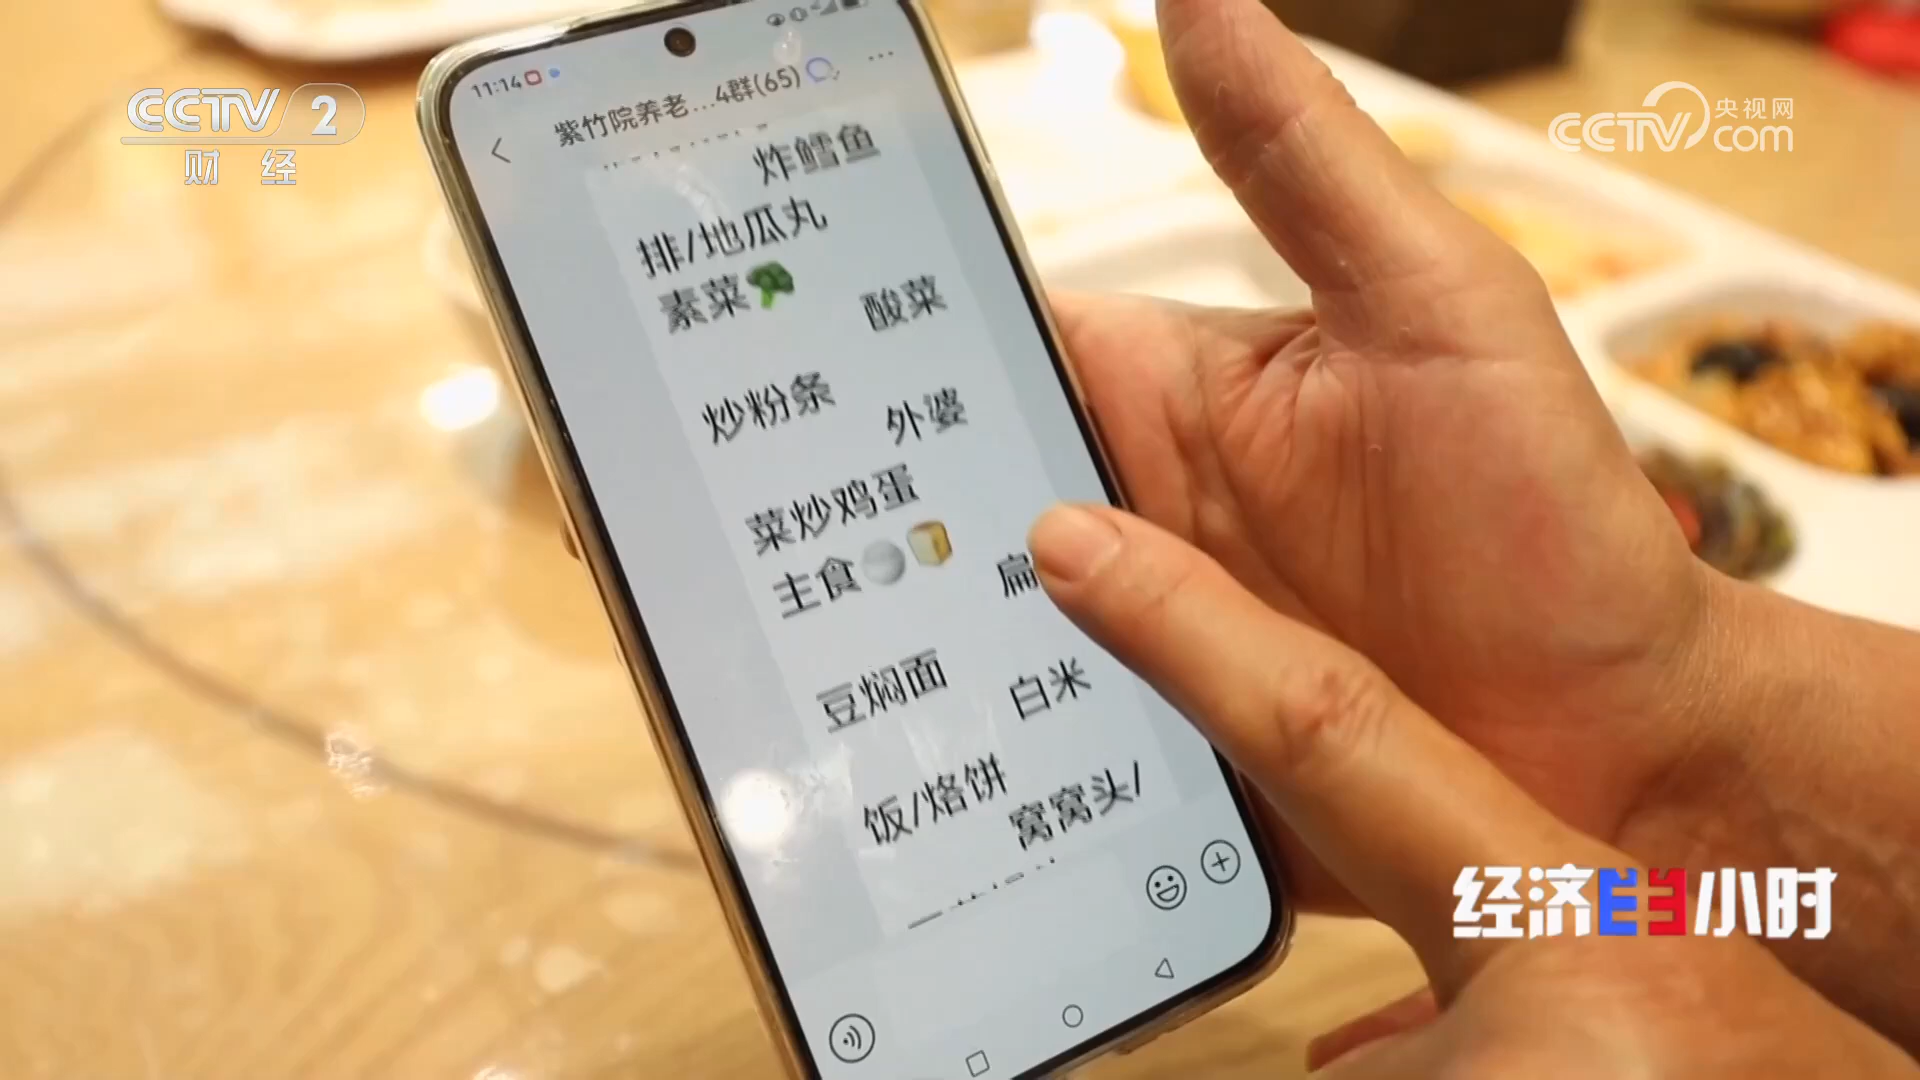 CCTV 2
财 经
央视网
CCTV com
11:14
紫竹院养老...4群(65)
炸鳕鱼
排/地瓜丸
素菜🥦 酸菜
炒粉条 外婆
菜炒鸡蛋
主食⚪🍞 扁
豆焖面 白米
饭/烙饼
窝窝头/
经济半小时